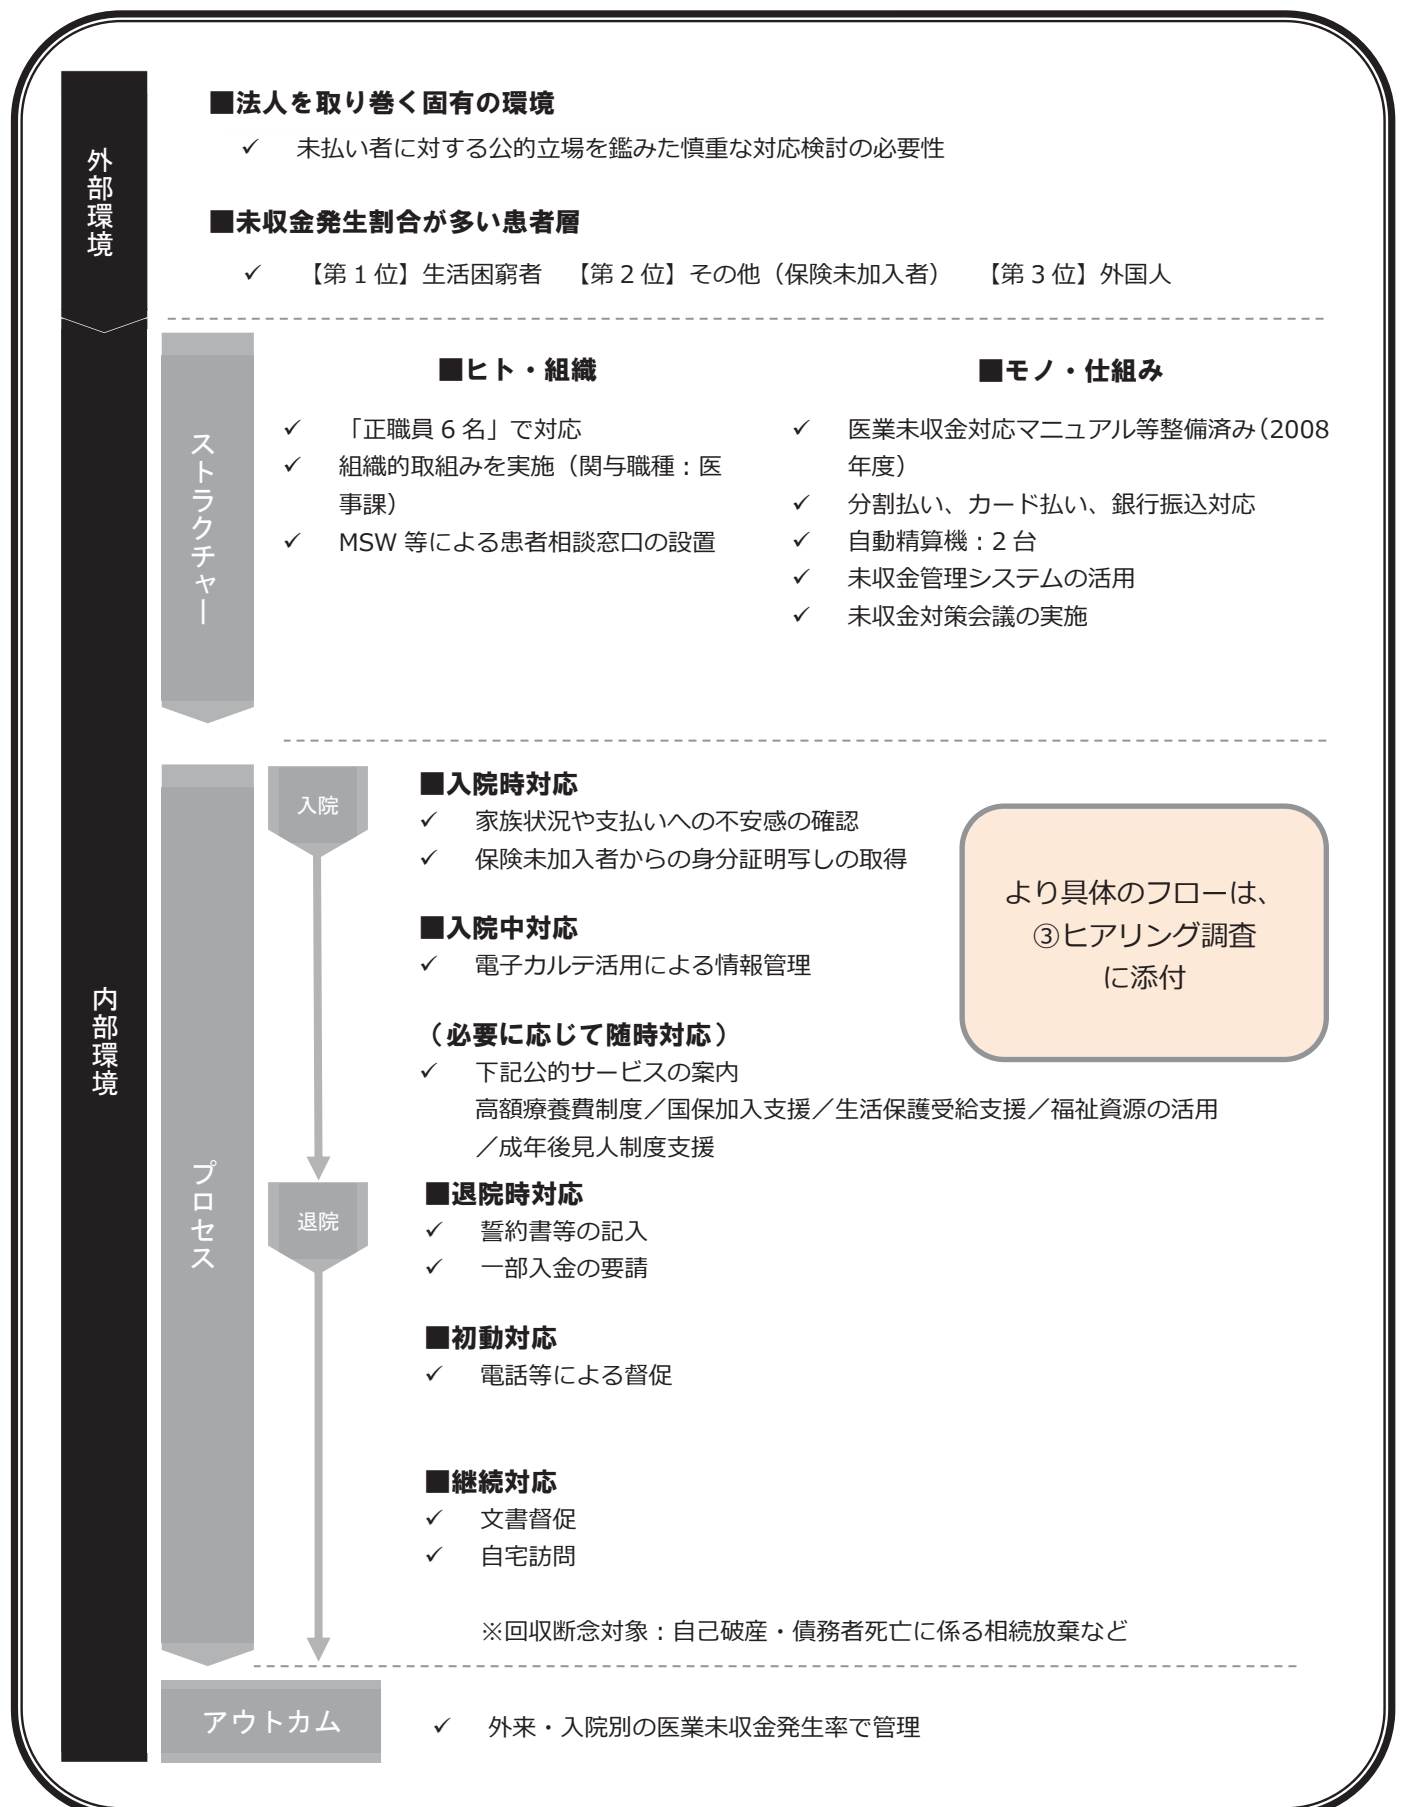 外部環境
■法人を取り巻く固有の環境
✓ 未払い者に対する公的立場を鑑みた慎重な対応検討の必要性
■未収金発生割合が多い患者層
✓ 【第1位】生活困窮者 【第2位】その他（保険未加入者） 【第3位】外国人
内部環境
ストラクチャー
■ヒト・組織
✓ 「正職員6名」で対応
✓ 組織的取組みを実施（関与職種：医
事課）
✓ MSW 等による患者相談窓口の設置
■モノ・仕組み
✓ 医業未収金対応マニュアル等整備済み（2008
年度）
✓ 分割払い、カード払い、銀行振込対応
✓ 自動精算機：2台
✓ 未収金管理システムの活用
✓ 未収金対策会議の実施
プロセス
入院
■入院時対応
✓ 家族状況や支払いへの不安感の確認
✓ 保険未加入者からの身分証明写しの取得
■入院中対応
✓ 電子カルテ活用による情報管理
（必要に応じて随時対応）
✓ 下記公的サービスの案内
高額療養費制度／国保加入支援／生活保護受給支援／福祉資源の活用
／成年後見人制度支援
より具体のフローは、
③ヒアリング調査
に添付
退院
■退院時対応
✓ 誓約書等の記入
✓ 一部入金の要請
■初動対応
✓ 電話等による督促
■継続対応
✓ 文書督促
✓ 自宅訪問
※回収断念対象：自己破産・債務者死亡に係る相続放棄など
アウトカム
✓ 外来・入院別の医業未収金発生率で管理